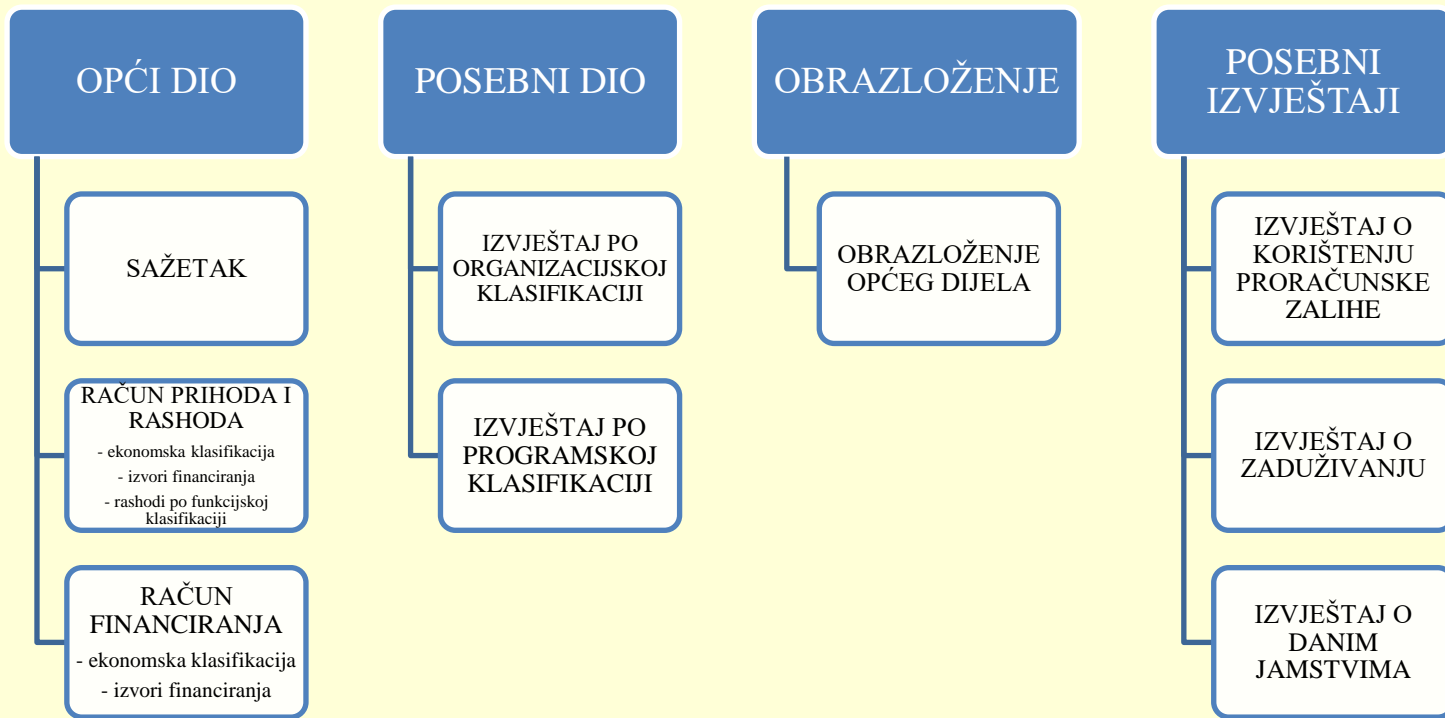 OPĆI DIO
SAŽETAK
RAČUN PRIHODA I
RASHODA
- ekonomska klasifikacija
- izvori financiranja
- rashodi po funkcijskoj
klasifikaciji
RAČUN
FINANCIRANJA
- ekonomska klasifikacija
- izvori financiranja
POSEBNI DIO
IZVJEŠTAJ PO
ORGANIZACIJSKOJ
KLASIFIKACIJI
IZVJEŠTAJ PO
PROGRAMSKOJ
KLASIFIKACIJI
OBRAZLOŽENJE
OBRAZLOŽENJE
OPĆEG DIJELA
POSEBNI
IZVJEŠTAJI
IZVJEŠTAJ O
KORIŠTENJU
PRORAČUNSKE
ZALIHE
IZVJEŠTAJ O
ZADUŽIVANJU
IZVJEŠTAJ O
DANIM
JAMSTVIMA